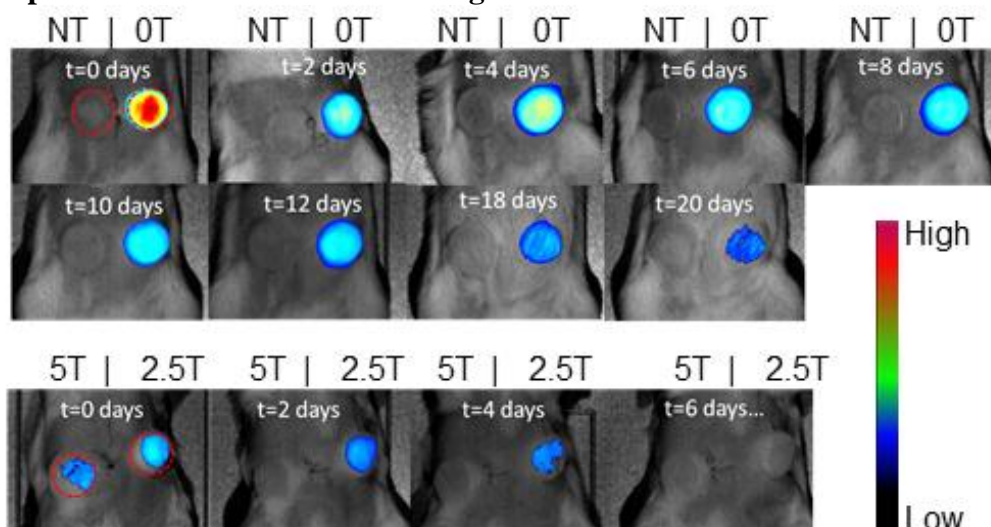 NT | 0T NT | 0T NT | 0T NT | 0T NT | 0T
t=0 days t=2 days t=4 days t=6 days t=8 days
t=10 days t=12 days t=18 days t=20 days
High
5T | 2.5T 5T | 2.5T 5T | 2.5T 5T | 2.5T
t=0 days t=2 days t=4 days t=6 days...
Low